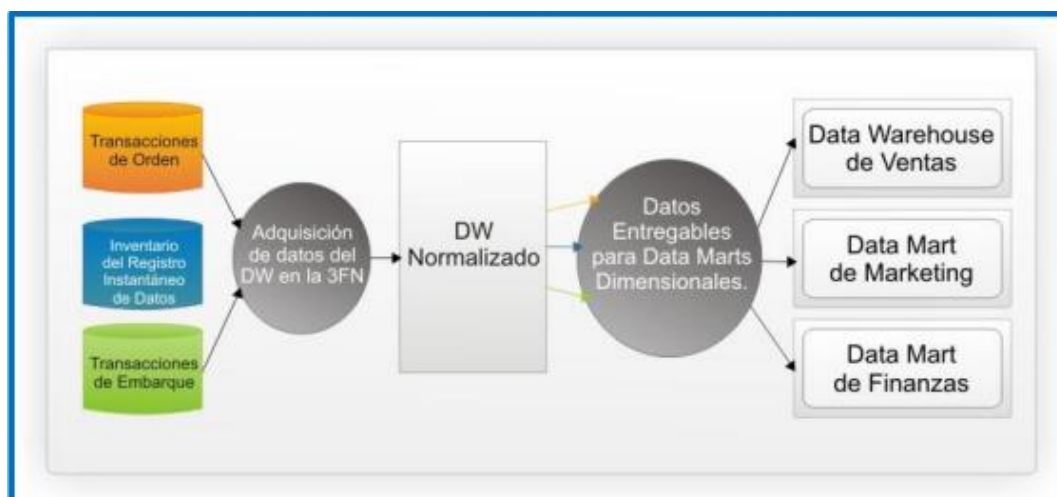 Transacciones
de Orden
Inventario
del Registro
Instantáneo
de Datos
Transacciones
de Embarque
Adquisición
de datos del
DW en la 3FN
DW
Normalizado
Datos
Entregables
para Data Marts
Dimensionales.
Data Warehouse
de Ventas
Data Mart
de Marketing
Data Mart
de Finanzas